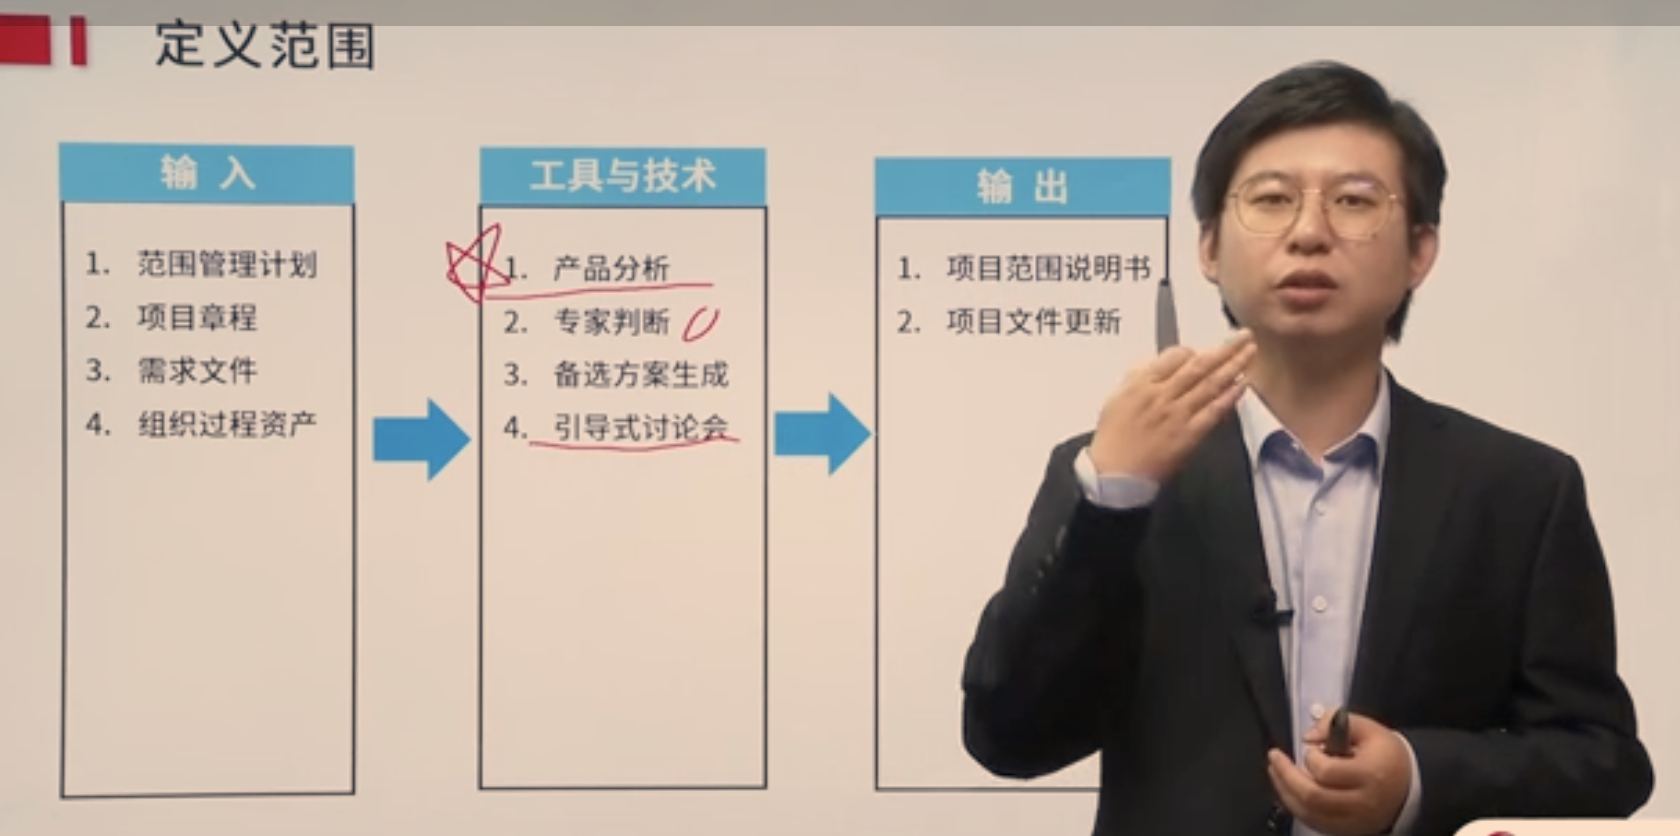 定义范围
输 入
1. 范围管理计划
2. 项目章程
3. 需求文件
4. 组织过程资产
工具与技术
1. 产品分析
2. 专家判断
3. 备选方案生成
4. 引导式讨论会
输 出
1. 项目范围说明书
2. 项目文件更新